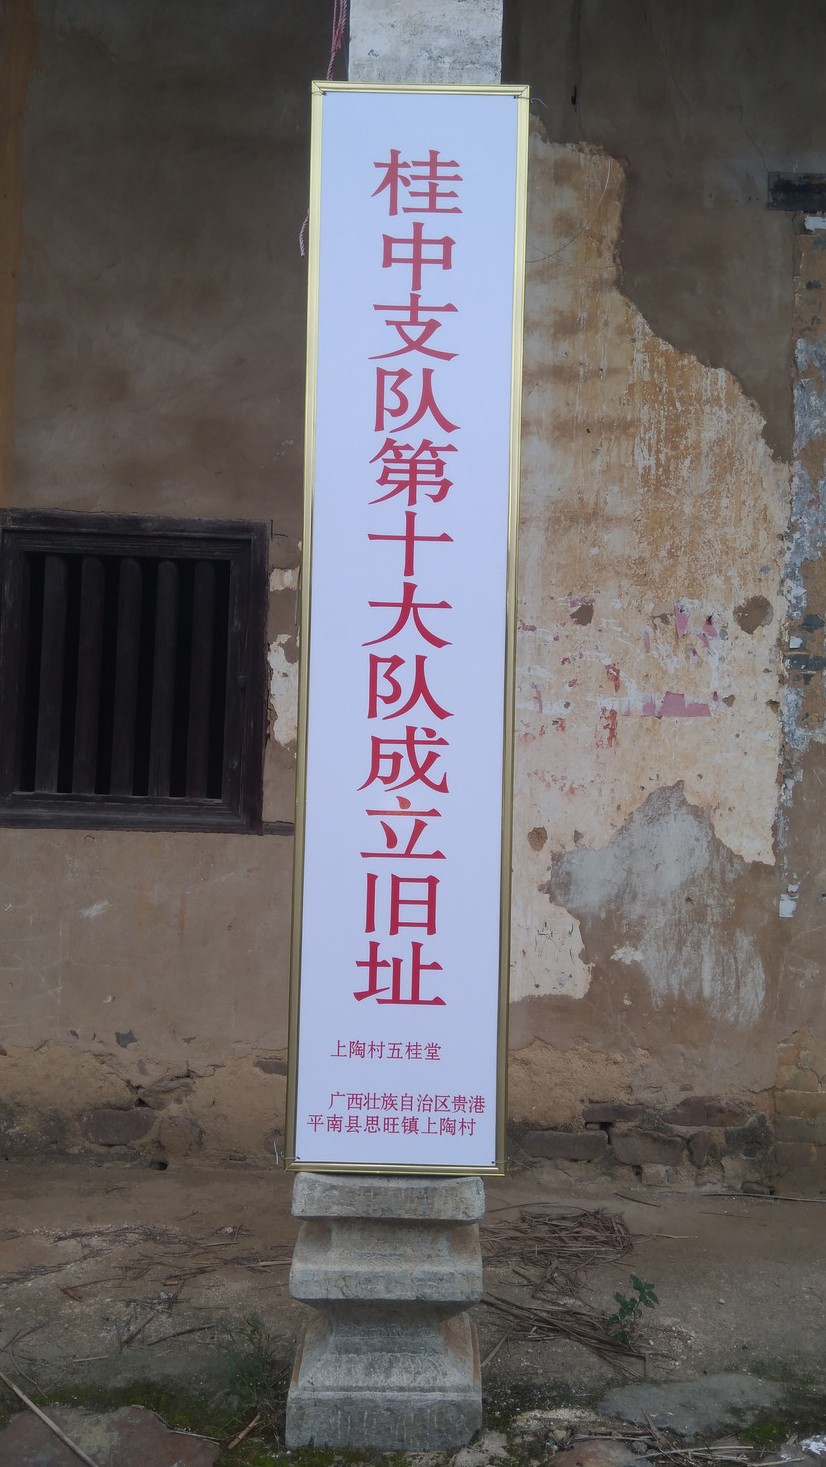 桂中支队第十大队成立旧址
上陶村五桂堂
广西壮族自治区贵港
平南县思旺镇上陶村